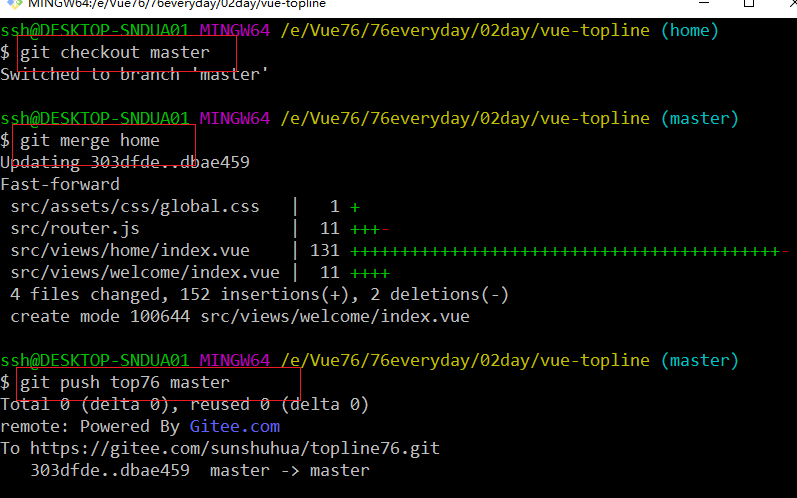 MINGW64:/e/Vue76/76everyday/02day/vue-topline
ssh@DESKTOP-SNDUA01 MINGW64 /e/Vue76/76everyday/02day/vue-topline (home)
$ git checkout master
Switched to branch 'master'
ssh@DESKTOP-SNDUA01 MINGW64 /e/Vue76/76everyday/02day/vue-topline (master)
$ git merge home
Updating 303dfde..dbae459
Fast-forward
src/assets/css/global.css | 1 +
src/router.js | 11 +++-
src/views/home/index.vue | 131 +++++++++++++++++++++++++++++++++++++++++++-
src/views/welcome/index.vue | 11 ++++
4 files changed, 152 insertions(+), 2 deletions(-)
create mode 100644 src/views/welcome/index.vue
ssh@DESKTOP-SNDUA01 MINGW64 /e/Vue76/76everyday/02day/vue-topline (master)
$ git push top76 master
Total 0 (delta 0), reused 0 (delta 0)
remote: Powered By Gitee.com
To https://gitee.com/sunshuhua/topline76.git
303dfde..dbae459 master -> master